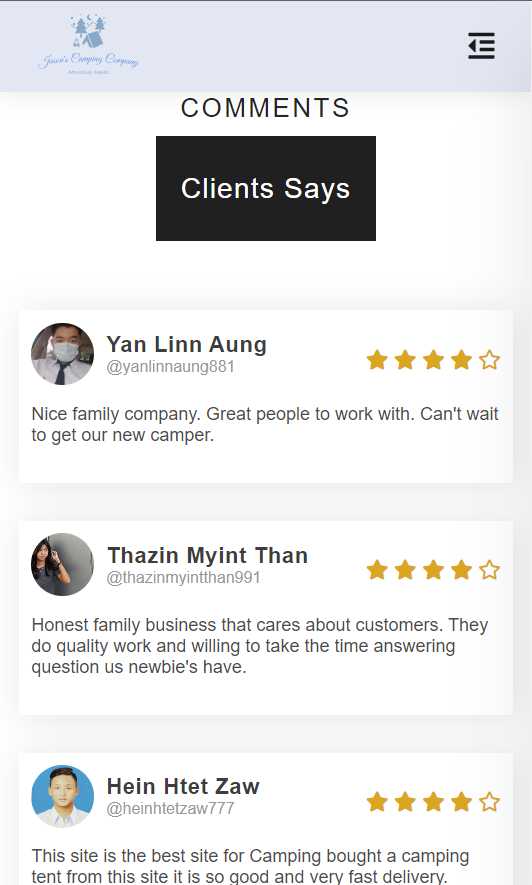 Jason's Camping Company
Adventure Awaits
COMMENTS
Clients Says
Yan Linn Aung
@yanlinnaung881
Nice family company. Great people to work with. Can't wait
to get our new camper.
Thazin Myint Than
@thazinmyintthan991
Honest family business that cares about customers. They
do quality work and willing to take the time answering
question us newbie's have.
Hein Htet Zaw
@heinhtetzaw777
This site is the best site for Camping bought a camping
tent from this site it is so good and very fast delivery.